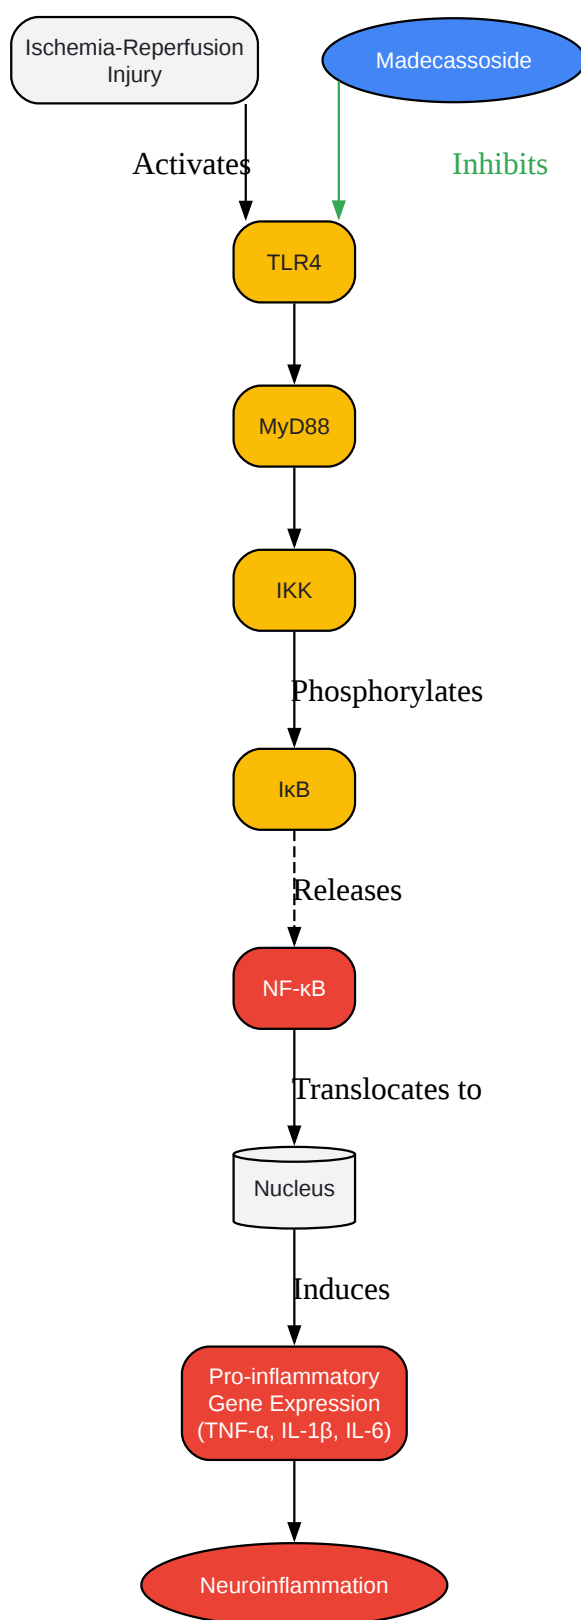 Ischemia-Reperfusion
Injury
Madecassoside
Activates
Inhibits
TLR4
MyD88
IKK
Phosphorylates
IκB
Releases
NF-κB
Translocates to
Nucleus
Induces
Pro-inflammatory
Gene Expression
(TNF-α, IL-1β, IL-6)
Neuroinflammation